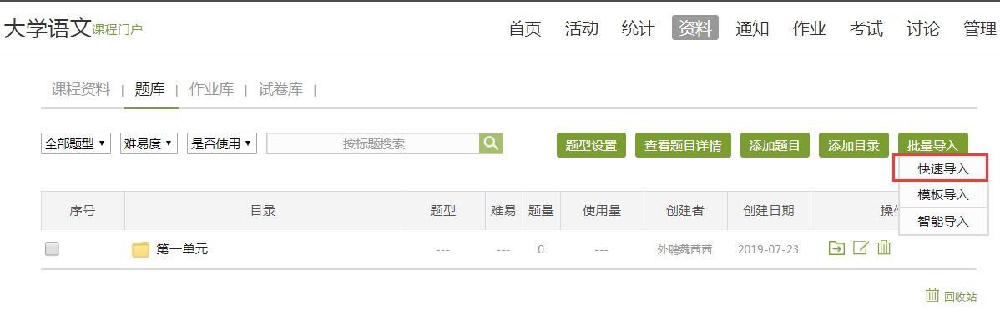 大学语文课程门户
首页 活动 统计 资料 通知 作业 考试 讨论 管理
课程资料 | 题库 | 作业库 | 试卷库 |
全部题型 难易度 是否使用 按标题搜索 题型设置 查看题目详情 添加题目 添加目录 批量导入
快速导入
模板导入
智能导入
序号 目录 题型 难易 题量 使用量 创建者 创建日期
第一单元 --- --- 0 --- 外聘魏茜茜 2019-07-23
回收站